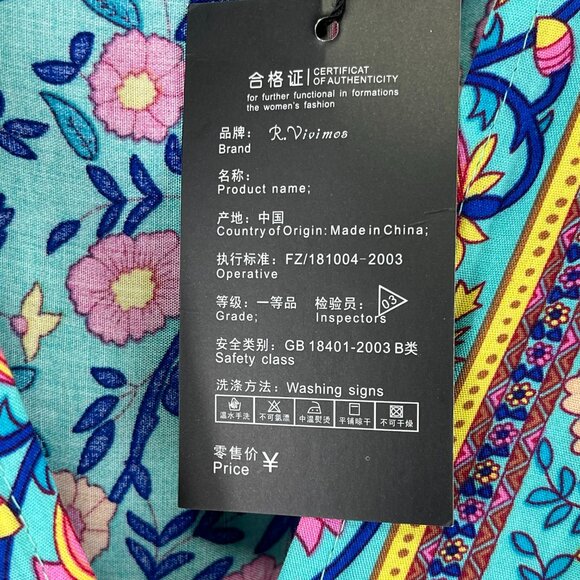 合格证 | CERTIFICAT OF AUTHENTICITY
for further functional in formations
the women's fashion
品牌： R.Vivimos
Brand
名称：
Product name;
产地：中国
Country of Origin: Made in China;
执行标准：FZ/181004-2003
Operative
等级：一等品 检验员： 03
Grade; Inspectors
安全类别：GB 18401-2003 B类
Safety class
洗涤方法：Washing signs
温水手洗 不可氯漂 中温熨烫 平铺晾干 不可干燥
零售价 ￥
Price